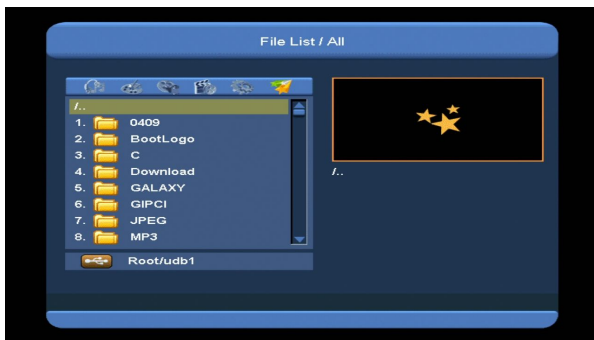 File List / All
/..
1. 0409
2. BootLogo
3. C
4. Download
5. GALAXY
6. GIPCI
7. JPEG
8. MP3
/..
Root/udb1